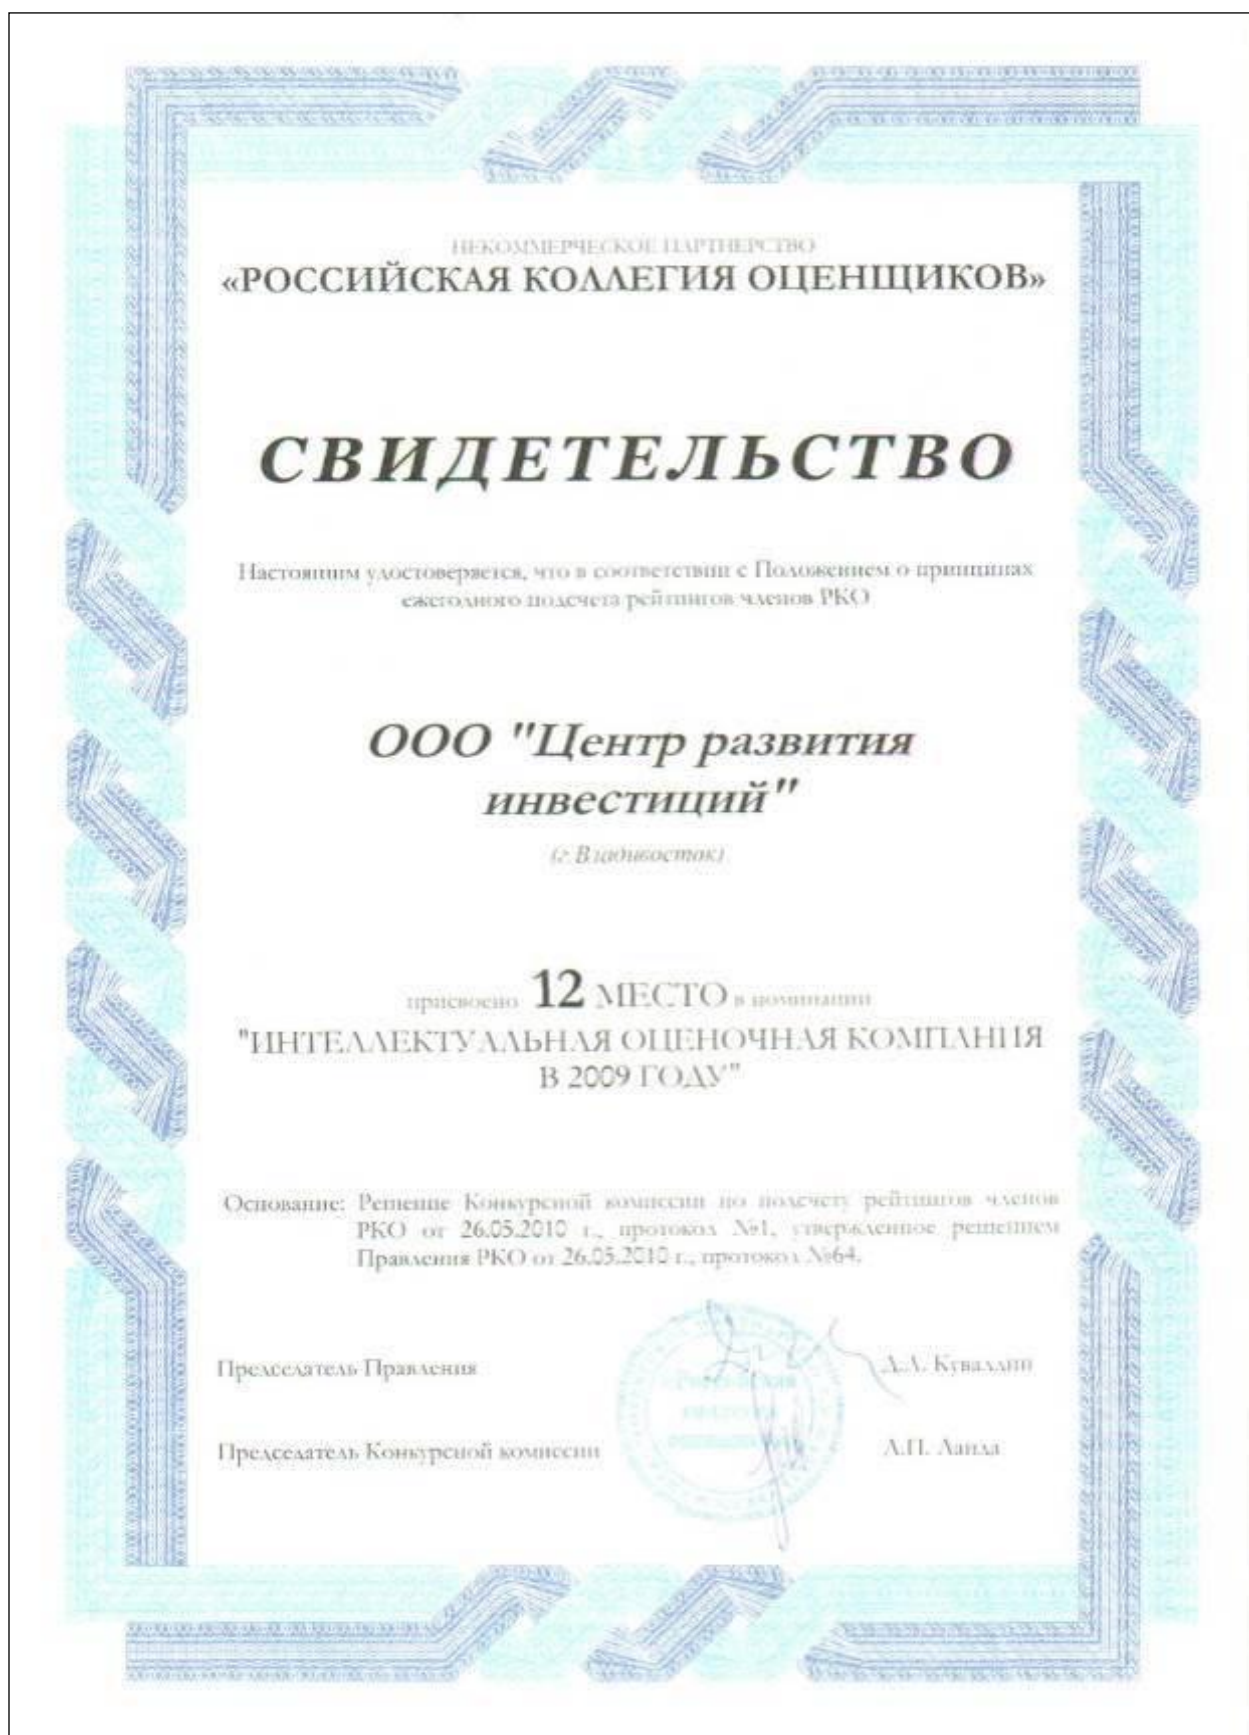 НЕКОММЕРЧЕСКОЕ ПАРТНЕРСТВО
«РОССИЙСКАЯ КОЛЛЕГИЯ ОЦЕНЩИКОВ»
СВИДЕТЕЛЬСТВО
Настоящим удостоверяется, что в соответствии с Положением о принципах
ежегодного подсчета рейтингов членов РКО
ООО "Центр развития
инвестиций"
(г. Владивосток)
присвоено 12 МЕСТО в номинации
"ИНТЕЛЛЕКТУАЛЬНАЯ ОЦЕНОЧНАЯ КОМПАНИЯ
В 2009 ГОДУ"
Основание: Решение Конкурсной комиссии по подсчету рейтингов членов
РКО от 26.05.2010 г., протокол №1, утвержденное решением
Правления РКО от 26.05.2010 г., протокол №64.
Председатель Правления Д.А. Кувалдин
Председатель Конкурсной комиссии А.П. Ланда